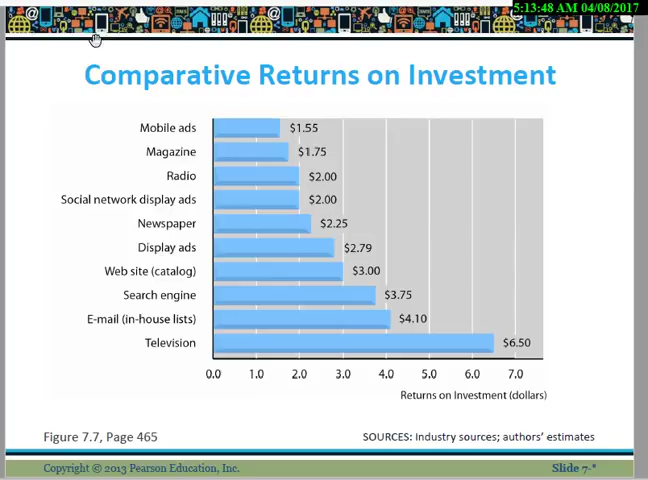 5:13:48 AM 04/08/2017
Comparative Returns on Investment
Mobile ads $1.55
Magazine $1.75
Radio $2.00
Social network display ads $2.00
Newspaper $2.25
Display ads $2.79
Web site (catalog) $3.00
Search engine $3.75
E-mail (in-house lists) $4.10
Television $6.50
0.0 1.0 2.0 3.0 4.0 5.0 6.0 7.0
Returns on Investment (dollars)
Figure 7.7, Page 465 SOURCES: Industry sources; authors' estimates
Copyright © 2013 Pearson Education, Inc. Slide 7-*